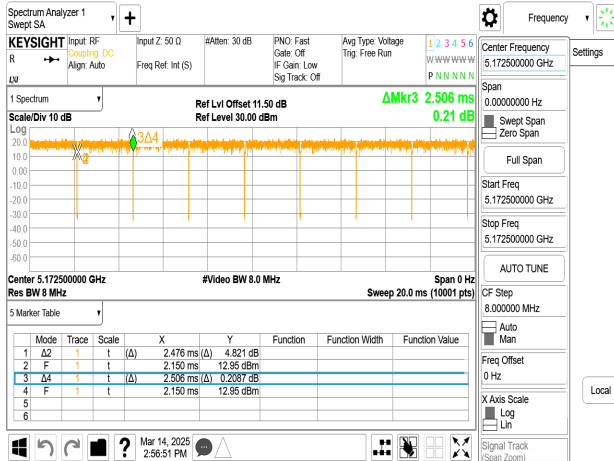 Spectrum Analyzer 1
Swept SA
Frequency
KEYSIGHT
R
Input: RF
Coupling: DC
Align: Auto
Input Z: 50 Ω
Freq Ref: Int (S)
#Atten: 30 dB
PNO: Fast
Gate: Off
IF Gain: Low
Sig Track: Off
Avg Type: Voltage
Trig: Free Run
1 2 3 4 5 6
W W W W W W
P N N N N N
LXI
1 Spectrum
Scale/Div 10 dB
Ref Lvl Offset 11.50 dB
Ref Level 30.00 dBm
ΔMkr3 2.506 ms
0.21 dB
Log
20.0
10.0
0.00
-10.0
-20.0
-30.0
-40.0
-50.0
-60.0
3Δ4
Center 5.172500000 GHz
Res BW 8 MHz
#Video BW 8.0 MHz
Span 0 Hz
Sweep 20.0 ms (10001 pts)
5 Marker Table
Mode Trace Scale X Y Function Function Width Function Value
1 Δ2 1 t (Δ) 2.476 ms (Δ) 4.821 dB
2 F 1 t 2.150 ms 12.95 dBm
3 Δ4 1 t (Δ) 2.506 ms (Δ) 0.2087 dB
4 F 1 t 2.150 ms 12.95 dBm
5
6
Mar 14, 2025
2:56:51 PM
Center Frequency
5.172500000 GHz
Span
0.00000000 Hz
Swept Span
Zero Span
Full Span
Start Freq
5.172500000 GHz
Stop Freq
5.172500000 GHz
AUTO TUNE
CF Step
8.000000 MHz
Auto
Man
Freq Offset
0 Hz
X Axis Scale
Log
Lin
Signal Track
(Span Zoom)
Settings
Local